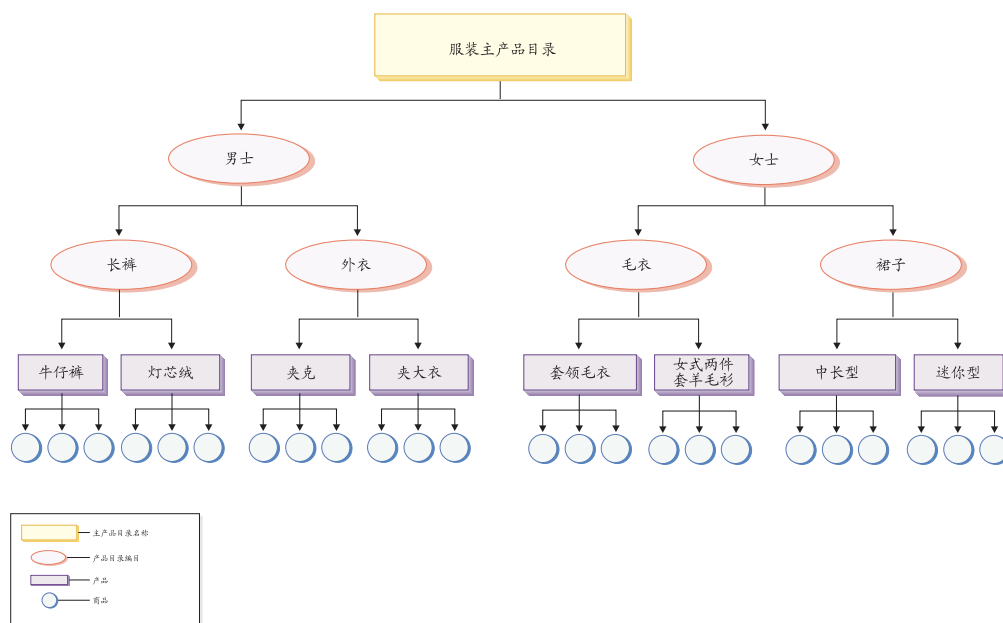 服装主产品目录
男士
女士
长裤
外衣
毛衣
裙子
牛仔裤
灯芯绒
夹克
夹大衣
套领毛衣
女式两件
套羊毛衫
中长型
迷你型
主产品目录名称
产品目录编目
产品
商品